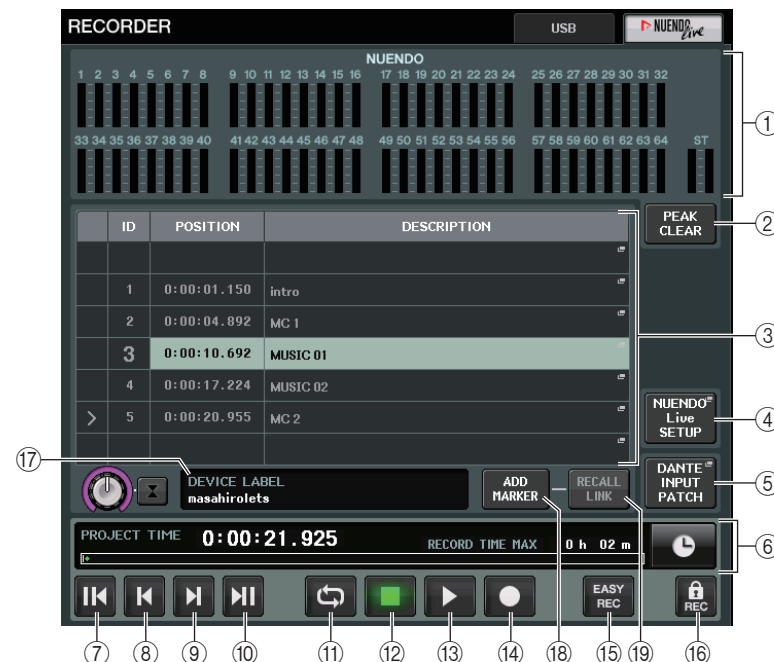 RECORDER
USB
NUENDO live
NUENDO
1 2 3 4 5 6 7 8 9 10 11 12 13 14 15 16 17 18 19 20 21 22 23 24 25 26 27 28 29 30 31 32
①
33 34 35 36 37 38 39 40 41 42 43 44 45 46 47 48 49 50 51 52 53 54 55 56 57 58 59 60 61 62 63 64 ST
ID POSITION DESCRIPTION
PEAK
CLEAR
②
1 0:00:01.150 intro
2 0:00:04.892 MC 1
③
3 0:00:10.692 MUSIC 01
4 0:00:17.224 MUSIC 02
> 5 0:00:20.955 MC 2
NUENDO
Live
SETUP
④
⑰
DEVICE LABEL
masahirolets
ADD
MARKER
RECALL
LINK
DANTE
INPUT
PATCH
⑤
PROJECT TIME 0:00:21.925 RECORD TIME MAX 0 h 02 m
⑥
EASY
REC
REC
⑦ ⑧ ⑨ ⑩ ⑪ ⑫ ⑬ ⑭ ⑱ ⑮ ⑲ ⑯